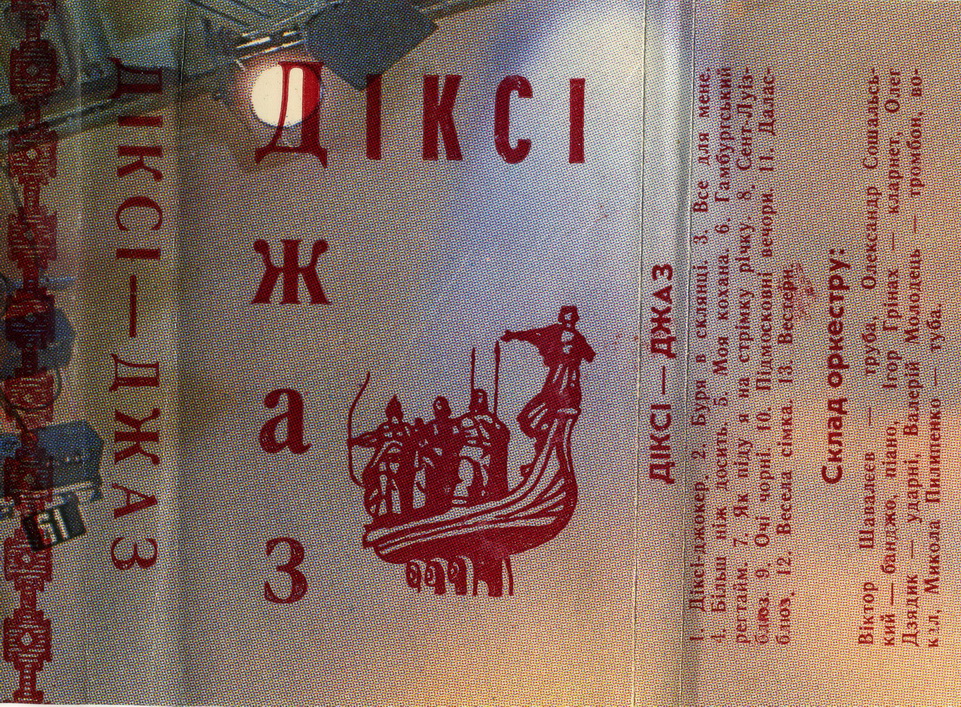 ДІКСІ—ДЖАЗ
ДІКСІ
Ж
а
З
ДІКСІ — ДЖАЗ
1. Діксі-джокер. 2. Буря в склянці. 3. Все для мене.
4. Більш ніж досить. 5. Моя кохана. 6. Гамбургський
регтайм. 7. Як піду я на стрімку річку. 8. Сент-Луїз-
блюз. 9. Очі чорні. 10. Підмосковні вечори. 11. Далас-
блюз. 12. Весела сімка. 13. Вестерн.
Склад оркестру:
Віктор Шавалеєв — труба, Олександр Сошальсь-
кий — банджо, піано, Ігор Грінах — кларнет, Олег
Дзядик — ударні, Валерій Молодець — тромбон, во-
кал, Микола Пилипенко — туба.